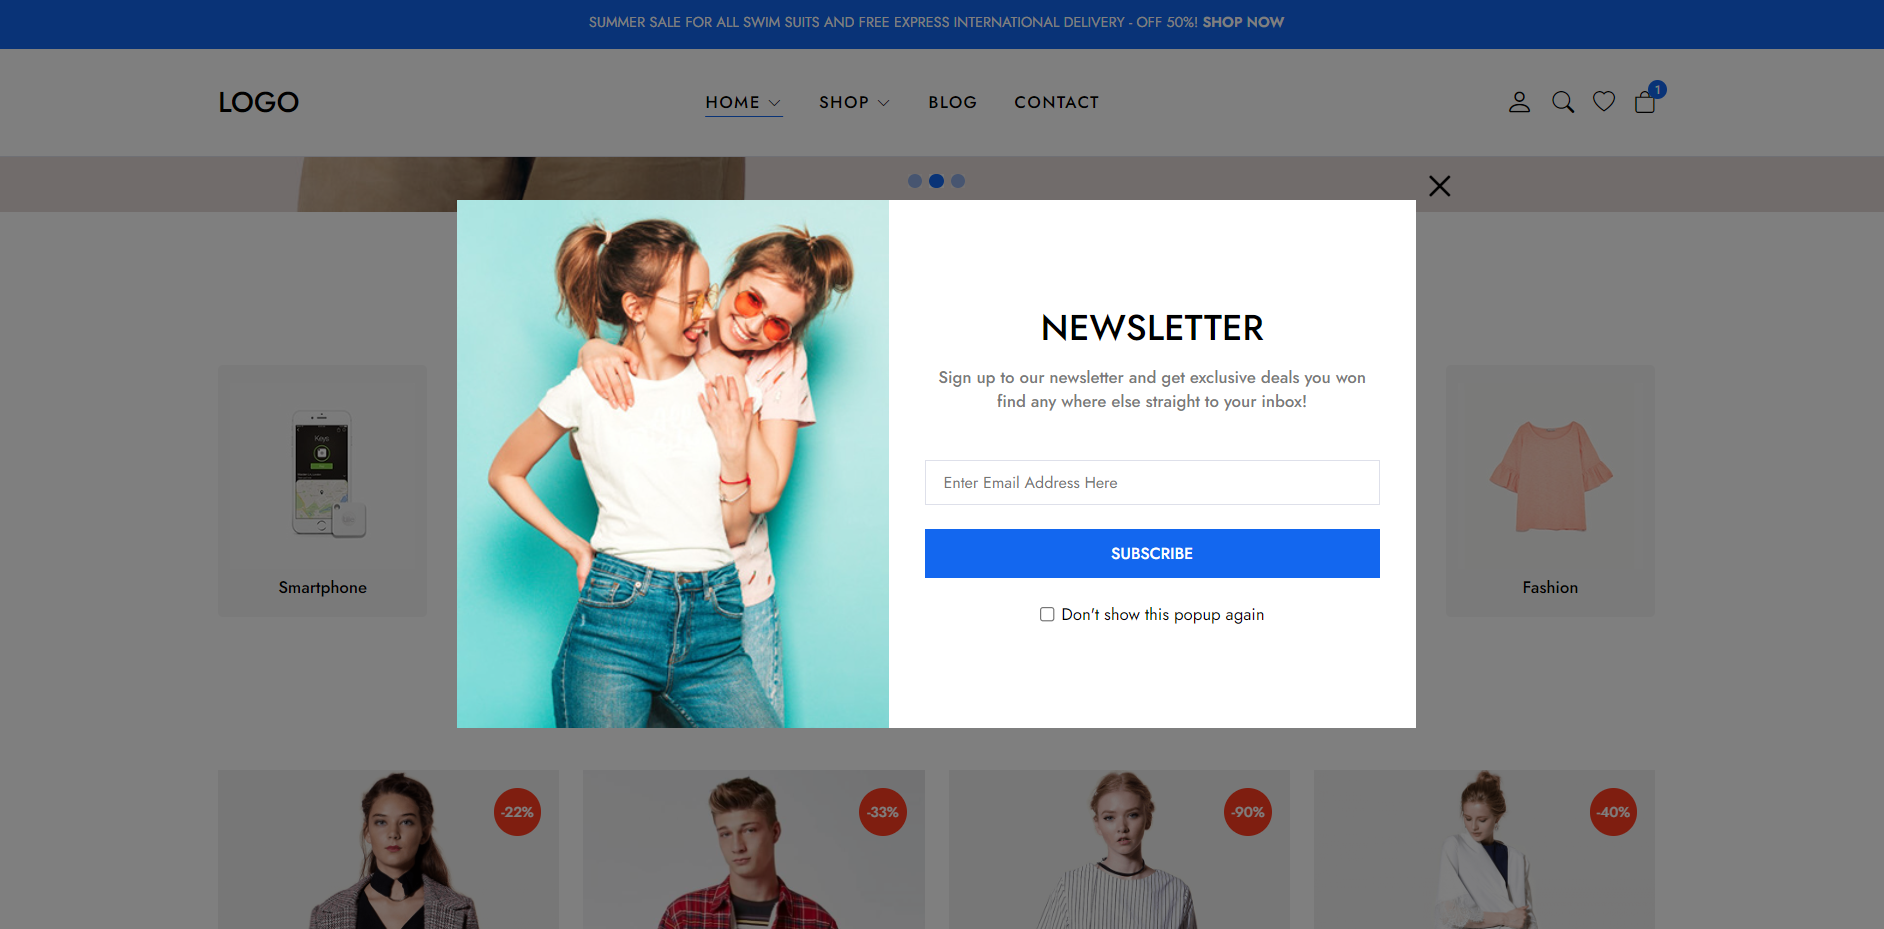 SUMMER SALE FOR ALL SWIM SUITS AND FREE EXPRESS INTERNATIONAL DELIVERY - OFF 50%! SHOP NOW
LOGO
HOME
SHOP
BLOG
CONTACT
1
NEWSLETTER
Sign up to our newsletter and get exclusive deals you won
find any where else straight to your inbox!
Enter Email Address Here
SUBSCRIBE
Don't show this popup again
Keys
Smartphone
Fashion
-22%
-33%
-90%
-40%